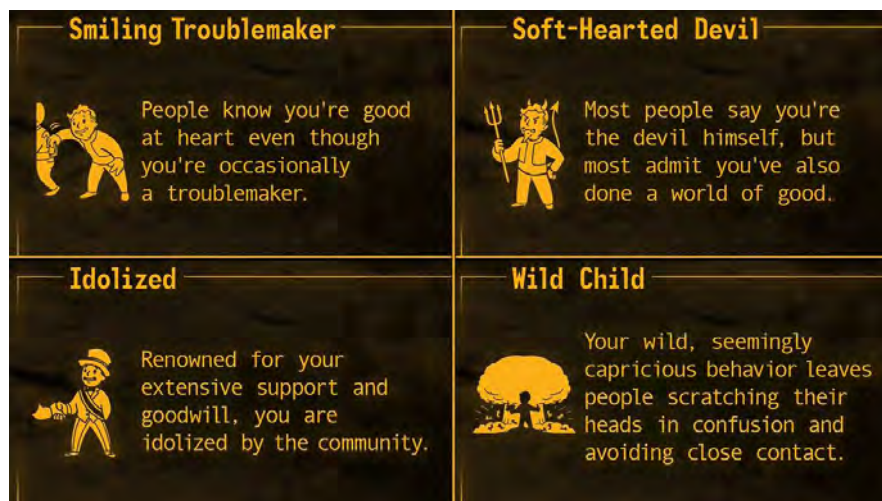 Smiling Troublemaker
People know you're good
at heart even though
you're occasionally
a troublemaker.
Soft-Hearted Devil
Most people say you're
the devil himself, but
most admit you've also
done a world of good.
Idolized
Renowned for your
extensive support and
goodwill, you are
idolized by the community.
Wild Child
Your wild, seemingly
capricious behavior leaves
people scratching their
heads in confusion and
avoiding close contact.